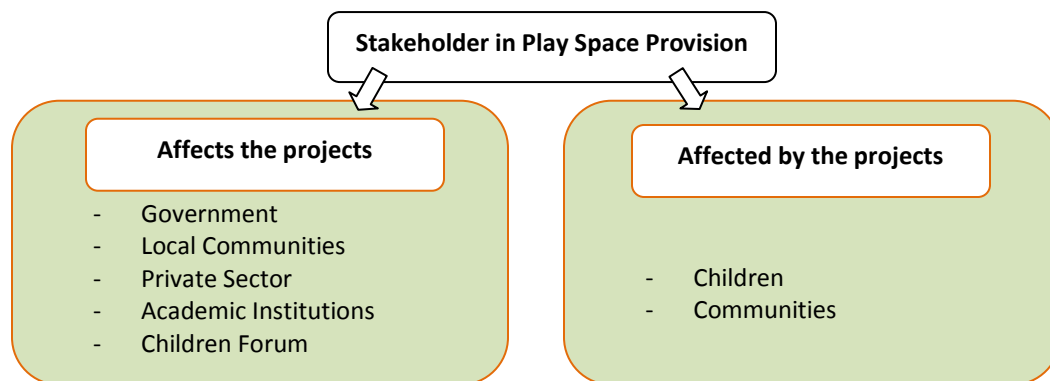 Stakeholder in Play Space Provision
Affects the projects
- Government
- Local Communities
- Private Sector
- Academic Institutions
- Children Forum
Affected by the projects
- Children
- Communities